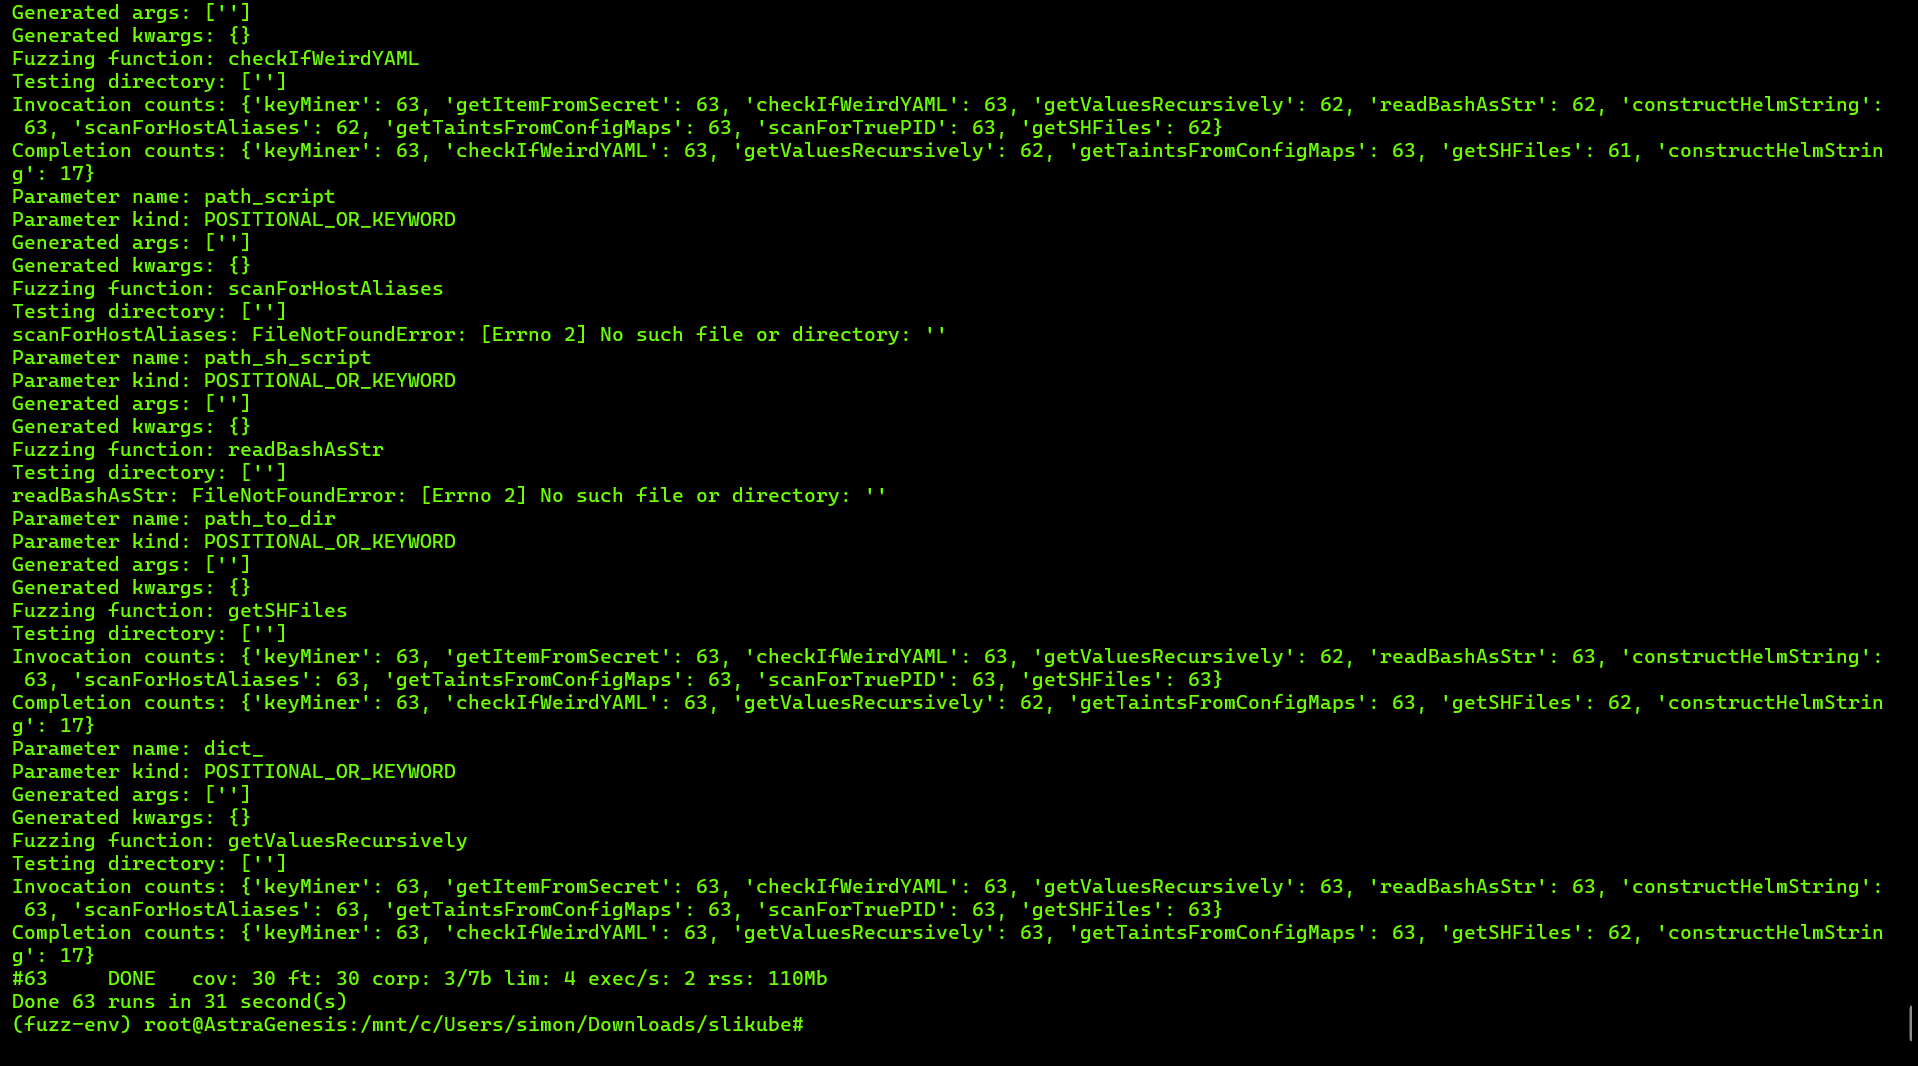 Generated args: ['']
Generated kwargs: {}
Fuzzing function: checkIfWeirdYAML
Testing directory: ['']
Invocation counts: {'keyMiner': 63, 'getItemFromSecret': 63, 'checkIfWeirdYAML': 63, 'getValuesRecursively': 62, 'readBashAsStr': 62, 'constructHelmString':
 63, 'scanForHostAliases': 62, 'getTaintsFromConfigMaps': 63, 'scanForTruePID': 63, 'getSHFiles': 62}
Completion counts: {'keyMiner': 63, 'checkIfWeirdYAML': 63, 'getValuesRecursively': 62, 'getTaintsFromConfigMaps': 63, 'getSHFiles': 61, 'constructHelmStrin
g': 17}
Parameter name: path_script
Parameter kind: POSITIONAL_OR_KEYWORD
Generated args: ['']
Generated kwargs: {}
Fuzzing function: scanForHostAliases
Testing directory: ['']
scanForHostAliases: FileNotFoundError: [Errno 2] No such file or directory: ''
Parameter name: path_sh_script
Parameter kind: POSITIONAL_OR_KEYWORD
Generated args: ['']
Generated kwargs: {}
Fuzzing function: readBashAsStr
Testing directory: ['']
readBashAsStr: FileNotFoundError: [Errno 2] No such file or directory: ''
Parameter name: path_to_dir
Parameter kind: POSITIONAL_OR_KEYWORD
Generated args: ['']
Generated kwargs: {}
Fuzzing function: getSHFiles
Testing directory: ['']
Invocation counts: {'keyMiner': 63, 'getItemFromSecret': 63, 'checkIfWeirdYAML': 63, 'getValuesRecursively': 62, 'readBashAsStr': 63, 'constructHelmString':
 63, 'scanForHostAliases': 63, 'getTaintsFromConfigMaps': 63, 'scanForTruePID': 63, 'getSHFiles': 63}
Completion counts: {'keyMiner': 63, 'checkIfWeirdYAML': 63, 'getValuesRecursively': 62, 'getTaintsFromConfigMaps': 63, 'getSHFiles': 62, 'constructHelmStrin
g': 17}
Parameter name: dict_
Parameter kind: POSITIONAL_OR_KEYWORD
Generated args: ['']
Generated kwargs: {}
Fuzzing function: getValuesRecursively
Testing directory: ['']
Invocation counts: {'keyMiner': 63, 'getItemFromSecret': 63, 'checkIfWeirdYAML': 63, 'getValuesRecursively': 63, 'readBashAsStr': 63, 'constructHelmString':
 63, 'scanForHostAliases': 63, 'getTaintsFromConfigMaps': 63, 'scanForTruePID': 63, 'getSHFiles': 63}
Completion counts: {'keyMiner': 63, 'checkIfWeirdYAML': 63, 'getValuesRecursively': 63, 'getTaintsFromConfigMaps': 63, 'getSHFiles': 62, 'constructHelmStrin
g': 17}
#63     DONE   cov: 30 ft: 30 corp: 3/7b lim: 4 exec/s: 2 rss: 110Mb
Done 63 runs in 31 second(s)
(fuzz-env) root@AstraGenesis:/mnt/c/Users/simon/Downloads/slikube#